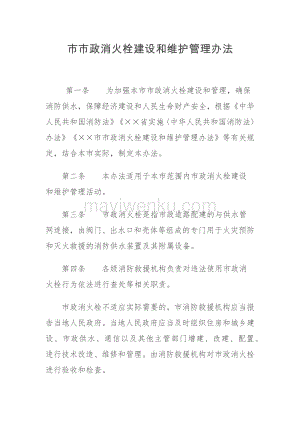 市市政消火栓建设和维护管理办法
第一条 为加强本市市政消火栓建设和管理,确保
消防供水,保障经济建设和人民生命财产安全,根据《中华
人民共和国消防法》《××省实施〈中华人民共和国消防法〉
办法》《××市市政消火栓建设和维护管理办法》等有关规
定,结合本市实际,制定本办法。
第二条 本办法适用于本市范围内市政消火栓建设
和维护管理活动。
第三条 市政消火栓是指市政道路配建的与供水管
网连接,由阀门、出水口和壳体等组成的专门用于火灾预防
和灭火救援的消防供水装置及其附属设备。
第四条 各级消防救援机构负责对违法使用市政消
火栓行为依法进行查处等相关职责。
市政消火栓不适应实际需要的,市消防救援机构应当报
告当地人民政府,当地人民政府应当及时组织住房和城乡建
设、市政供水、通信以及其他主管部门增建、改建、配置、
进行技术改造、维修和管理。由消防救援机构对市政消火栓
进行验收和检查。
mayiwenku.com